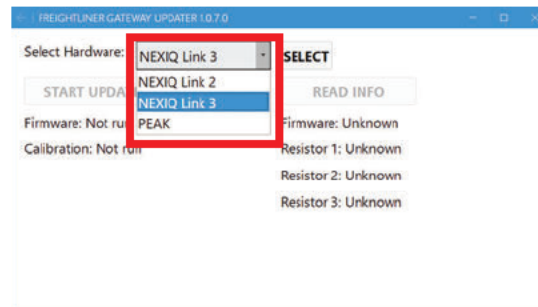 FREIGHTLINER GATEWAY UPDATER 1.0.7.0
Select Hardware: NEXIQ Link 3 SELECT
NEXIQ Link 2
START UPDA READ INFO
NEXIQ Link 3
Firmware: Not ru PEAK Firmware: Unknown
Calibration: Not run Resistor 1: Unknown
Resistor 2: Unknown
Resistor 3: Unknown